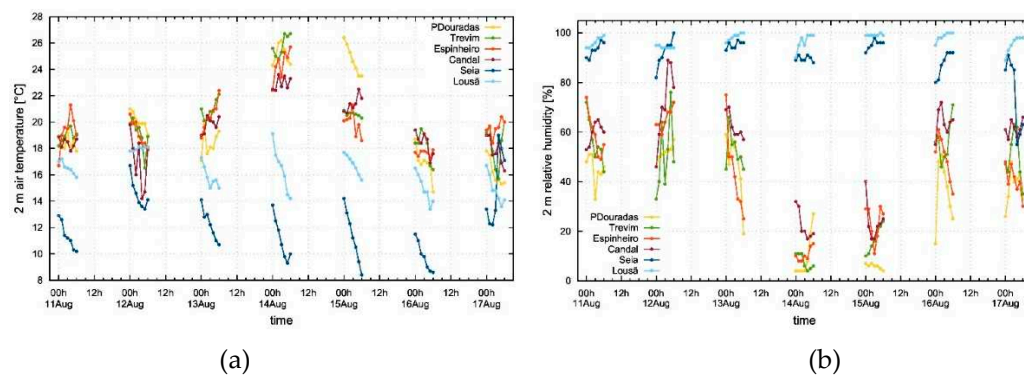 2 m air temperature [°C]
28
26
24
22
20
18
16
14
12
10
8
PDouradas
Trevim
Espinheiro
Candal
Seia
Lousã
00h 12h 00h 12h 00h 12h 00h 12h 00h 12h 00h 12h 00h
11Aug 12Aug 13Aug 14Aug 15Aug 16Aug 17Aug
time
(a)
2 m relative humidity [%]
100
80
60
40
20
0
PDouradas
Trevim
Espinheiro
Candal
Seia
Lousã
00h 12h 00h 12h 00h 12h 00h 12h 00h 12h 00h 12h 00h
11Aug 12Aug 13Aug 14Aug 15Aug 16Aug 17Aug
time
(b)